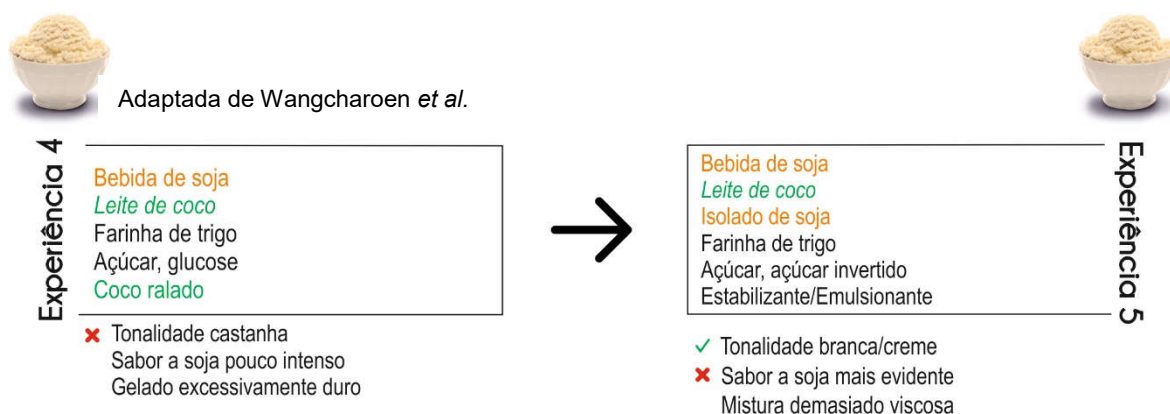 Adaptada de Wangcharoen et al.
Experiência 4
Bebida de soja
Leite de coco
Farinha de trigo
Açúcar, glucose
Coco ralado
Tonalidade castanha
Sabor a soja pouco intenso
Gelado excessivamente duro
Experiência 5
Bebida de soja
Leite de coco
Isolado de soja
Farinha de trigo
Açúcar, açúcar invertido
Estabilizante/Emulsionante
Tonalidade branca/creme
Sabor a soja mais evidente
Mistura demasiado viscosa